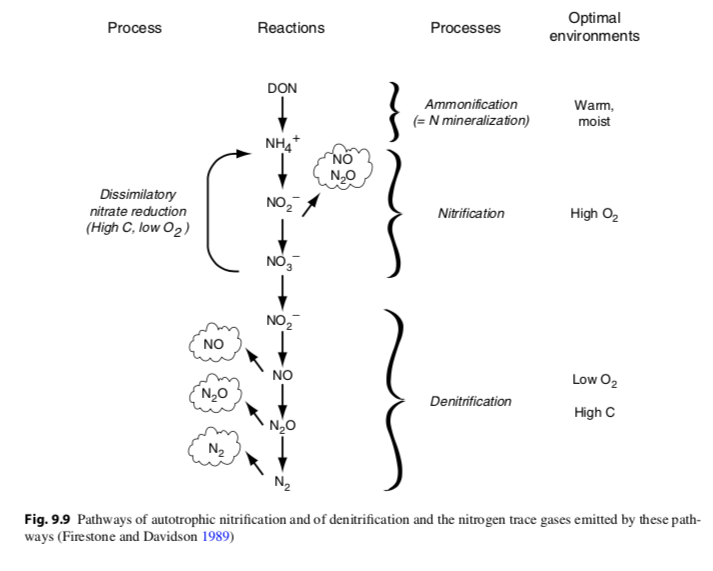 Process Reactions Processes Optimal environments
DON
Ammonification
(= N mineralization)
Warm,
moist
NH₄⁺
NO
N₂O
Dissimilatory
nitrate reduction
(High C, low O₂)
NO₂⁻
Nitrification
High O₂
NO₃⁻
NO₂⁻
NO
NO
Low O₂
N₂O
Denitrification
High C
N₂O
N₂
N₂
Fig. 9.9 Pathways of autotrophic nitrification and of denitrification and the nitrogen trace gases emitted by these path-
ways (Firestone and Davidson 1989)